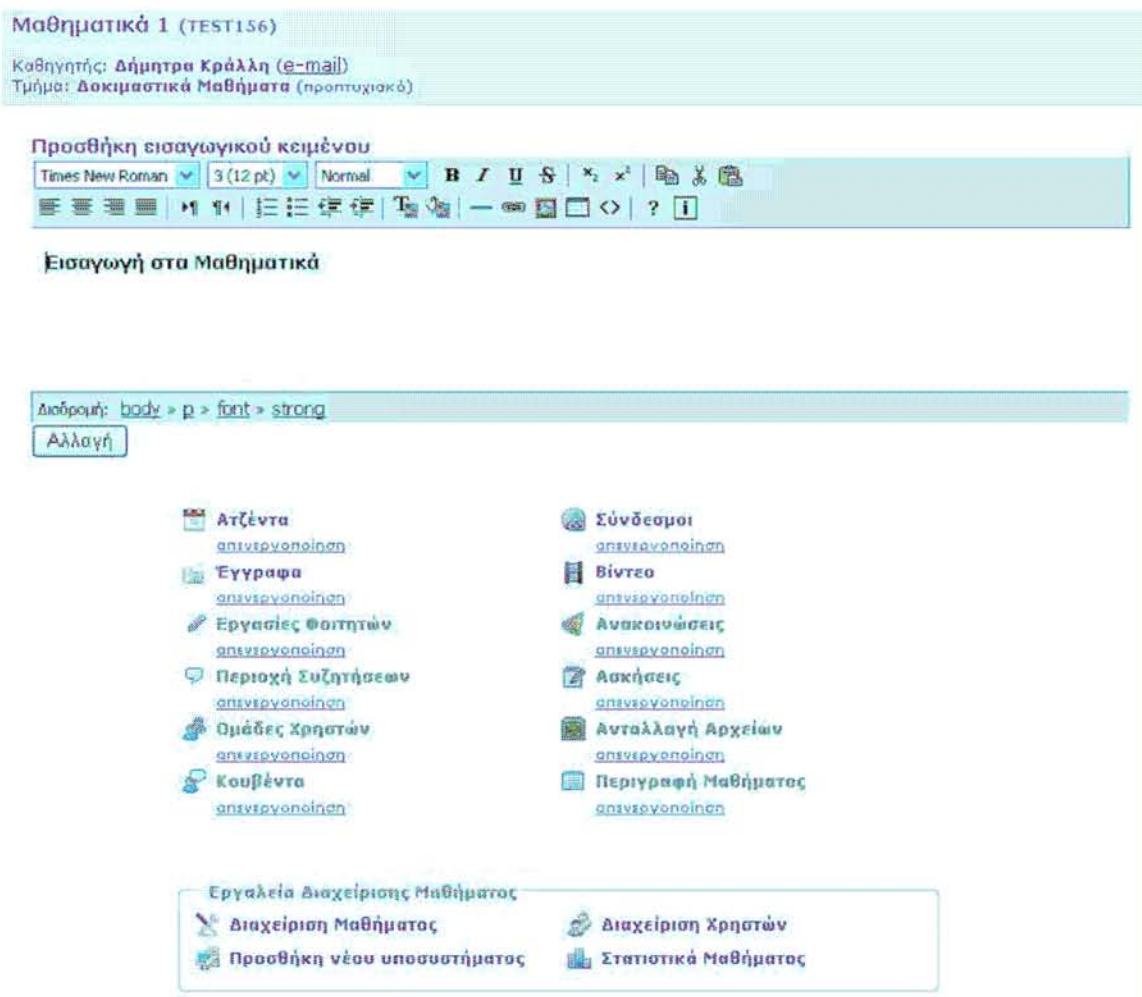 Μαθηματικά 1 (TEST156)
Καθηγητής: Δήμητρα Κράλλη (e-mail)
Τμήμα: Δοκιμαστικά Μαθήματα (προπτυχιακό)
Προσθήκη εισαγωγικού κειμένου
Times New Roman 3 (12 pt) Normal B I U S x₂ x²
? i
Εισαγωγή στα Μαθηματικά
Διαδρομή: body » p » font » strong
Αλλαγή
Ατζέντα Σύνδεσμοι
απενεργοποίηση απενεργοποίηση
Έγγραφα Βίντεο
απενεργοποίηση απενεργοποίηση
Εργασίες Φοιτητών Ανακοινώσεις
απενεργοποίηση απενεργοποίηση
Περιοχή Συζητήσεων Ασκήσεις
απενεργοποίηση απενεργοποίηση
Ομάδες Χρηστών Ανταλλαγή Αρχείων
απενεργοποίηση απενεργοποίηση
Κουβέντα Περιγραφή Μαθήματος
απενεργοποίηση απενεργοποίηση
Εργαλεία Διαχείρισης Μαθήματος
Διαχείριση Μαθήματος Διαχείριση Χρηστών
Προσθήκη νέου υποσυστήματος Στατιστικά Μαθήματος